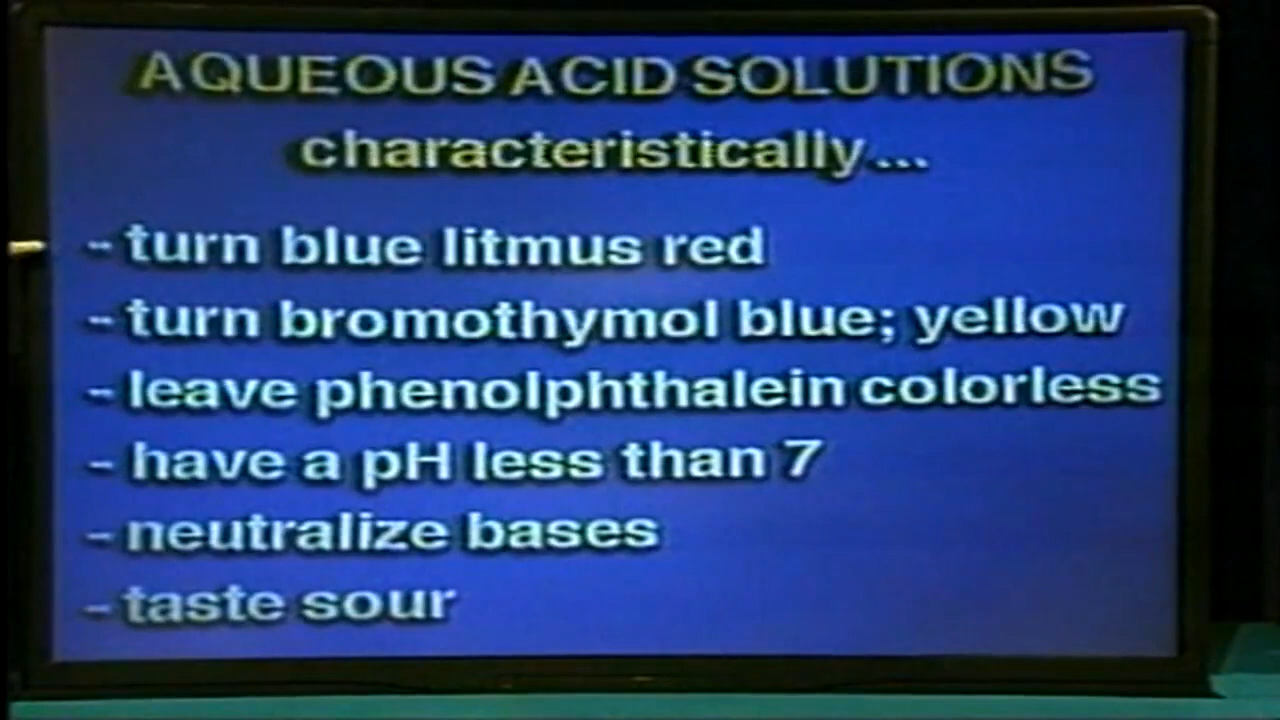 AQUEOUS ACID SOLUTIONS
characteristically...
- turn blue litmus red
- turn bromothymol blue; yellow
- leave phenolphthalein colorless
- have a pH less than 7
- neutralize bases
- taste sour